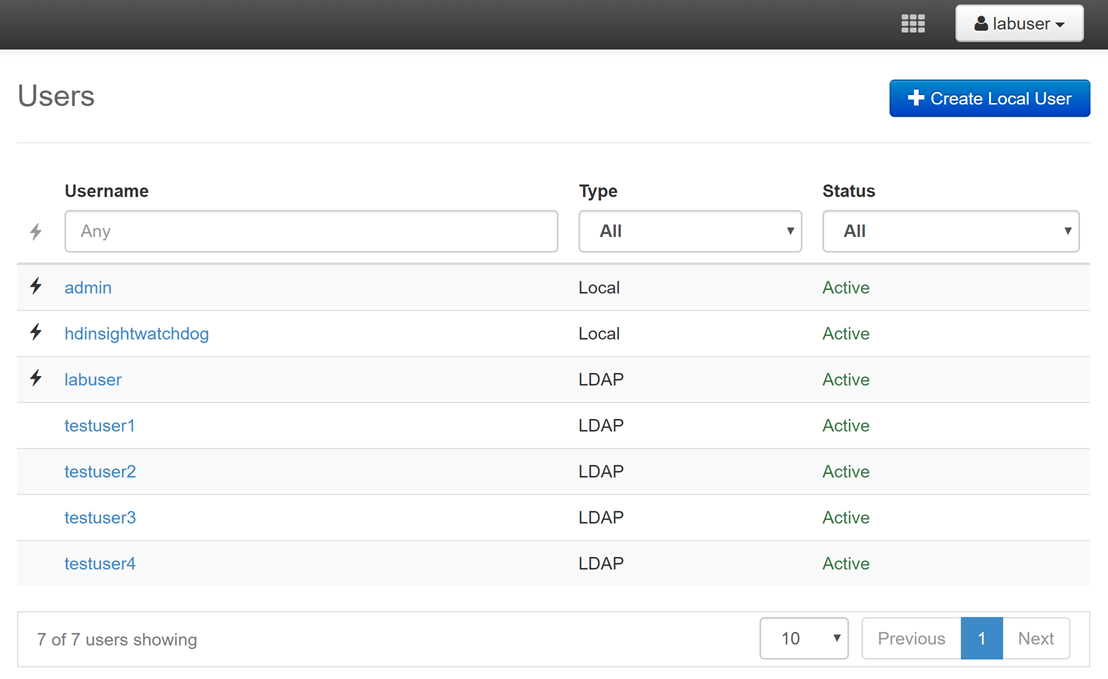 labuser
Users
Create Local User
Username Type Status
Any All All
admin Local Active
hdinsightwatchdog Local Active
labuser LDAP Active
testuser1 LDAP Active
testuser2 LDAP Active
testuser3 LDAP Active
testuser4 LDAP Active
7 of 7 users showing 10 Previous 1 Next